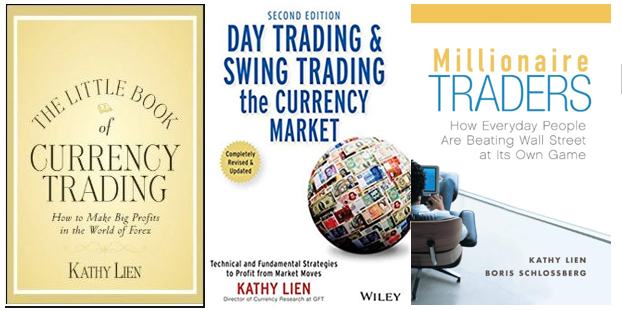 THE LITTLE BOOK
of
CURRENCY
TRADING
How to Make Big Profits
in the World of Forex
KATHY LIEN
SECOND EDITION
DAY TRADING &
SWING TRADING
the CURRENCY
MARKET
Completely
Revised &
Updated
Technical and Fundamental Strategies
to Profit from Market Moves
KATHY LIEN
Director of Currency Research at GFT
WILEY
Millionaire
TRADERS
How Everyday People
Are Beating Wall Street
at Its Own Game
KATHY LIEN
BORIS SCHLOSSBERG